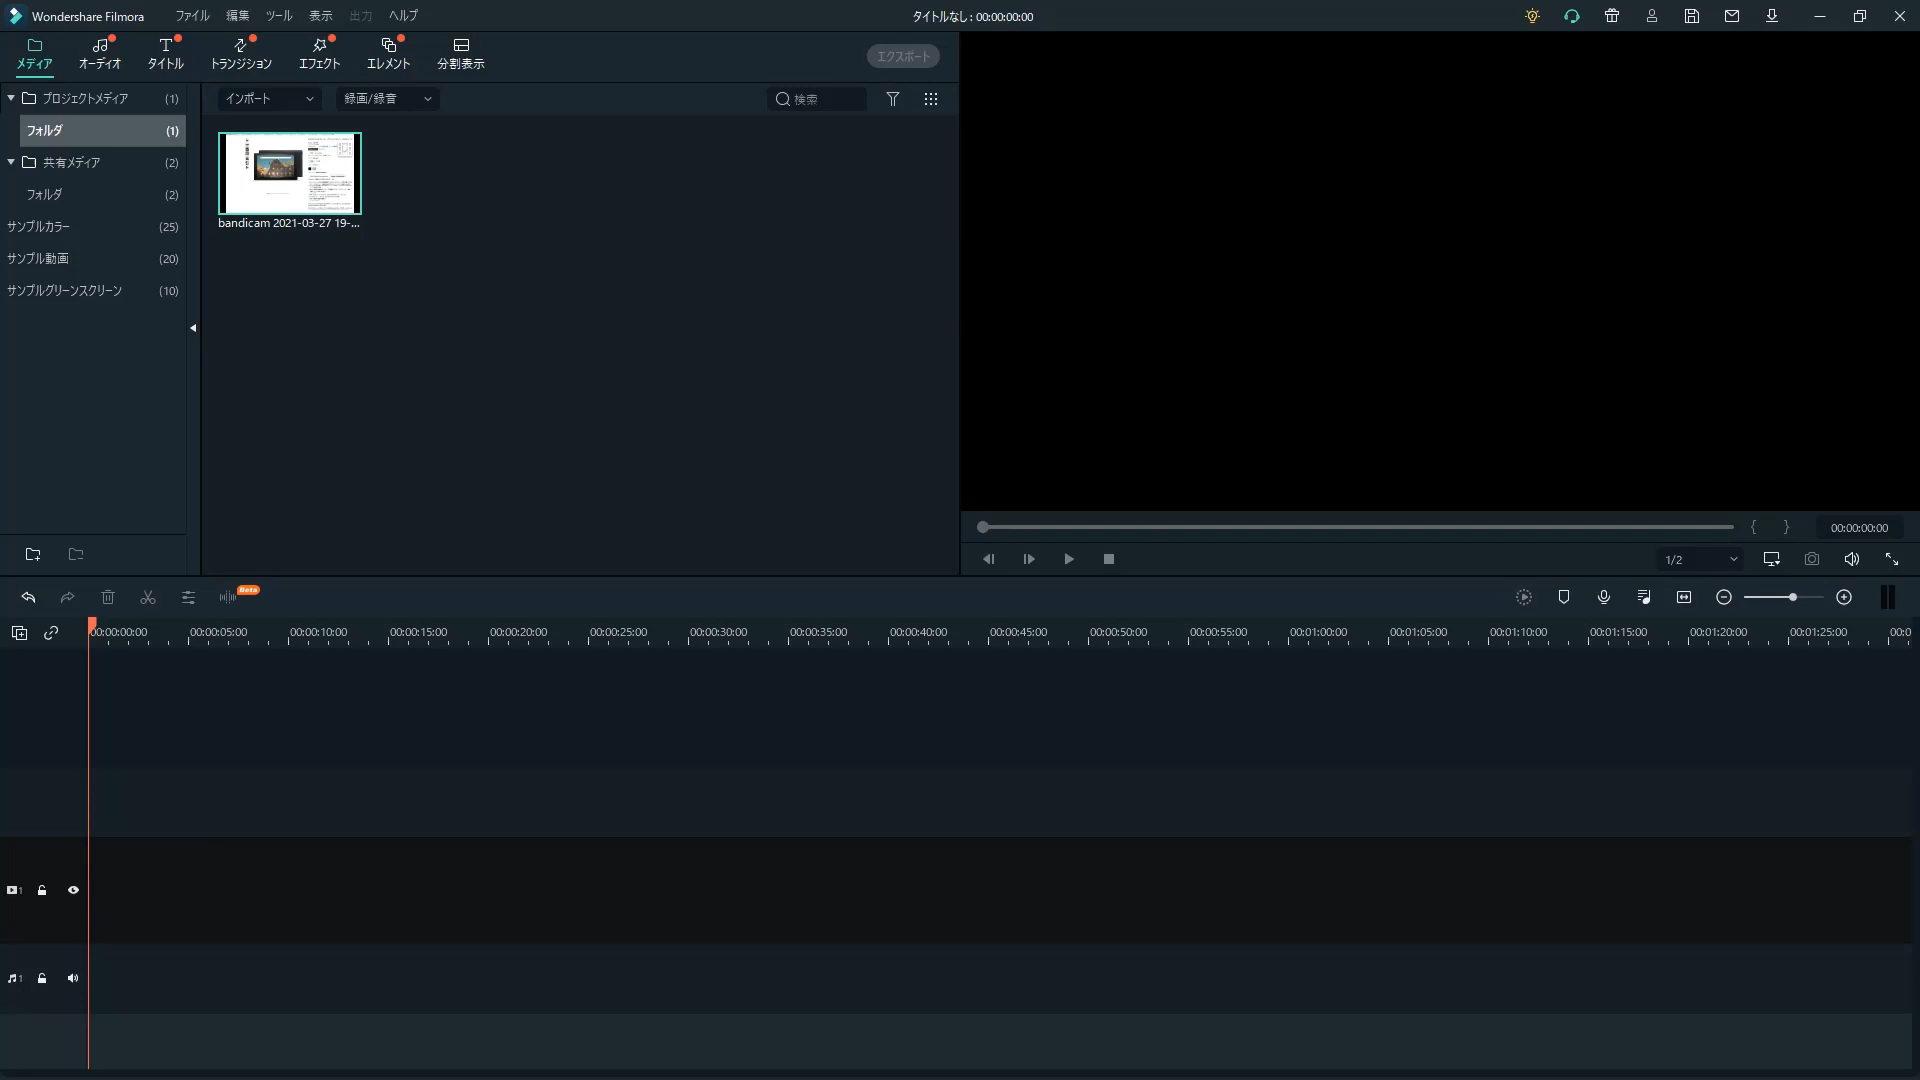 Wondershare Filmora ファイル 編集 ツール 表示 出力 ヘルプ タイトルなし : 00:00:00:00
メディア オーディオ タイトル トランジション エフェクト エレメント 分割表示 エクスポート
プロジェクトメディア (1) インポート 録画/録音 検索
フォルダ (1)
共有メディア (2)
フォルダ (2)
サンプルカラー (25)
サンプル動画 (20)
サンプルグリーンスクリーン (10)
bandicam 2021-03-27 19-...
{ } 00:00:00:00
1/2
Beta
00:00:00:00 00:00:05:00 00:00:10:00 00:00:15:00 00:00:20:00 00:00:25:00 00:00:30:00 00:00:35:00 00:00:40:00 00:00:45:00 00:00:50:00 00:00:55:00 00:01:00:00 00:01:05:00 00:01:10:00 00:01:15:00 00:01:20:00 00:01:25:00 00:0
1
1